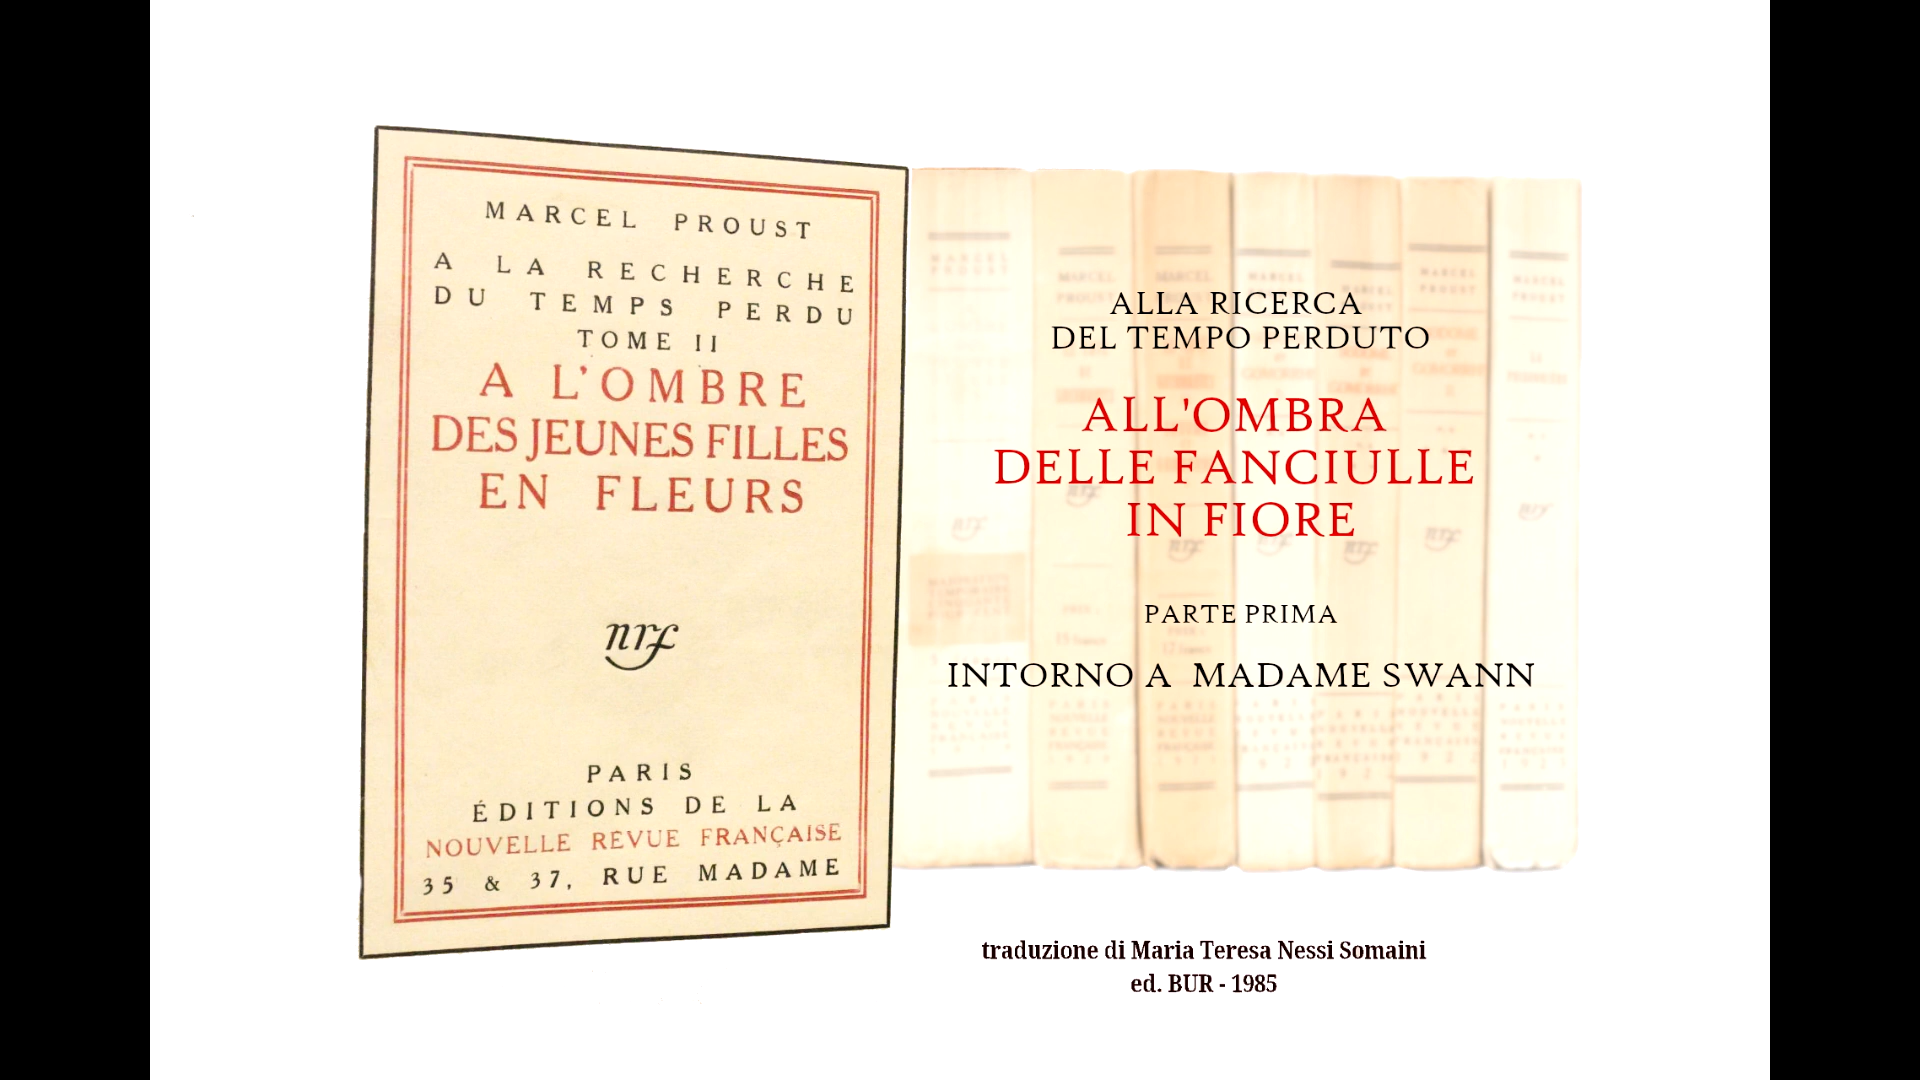 MARCEL PROUST
A LA RECHERCHE
DU TEMPS PERDU
TOME II
A L'OMBRE
DES JEUNES FILLES
EN FLEURS
nrf
PARIS
ÉDITIONS DE LA
NOUVELLE REVUE FRANÇAISE
35 & 37, RUE MADAME
ALLA RICERCA
DEL TEMPO PERDUTO
ALL'OMBRA
DELLE FANCIULLE
IN FIORE
PARTE PRIMA
INTORNO A MADAME SWANN
traduzione di Maria Teresa Nessi Somaini
ed. BUR - 1985